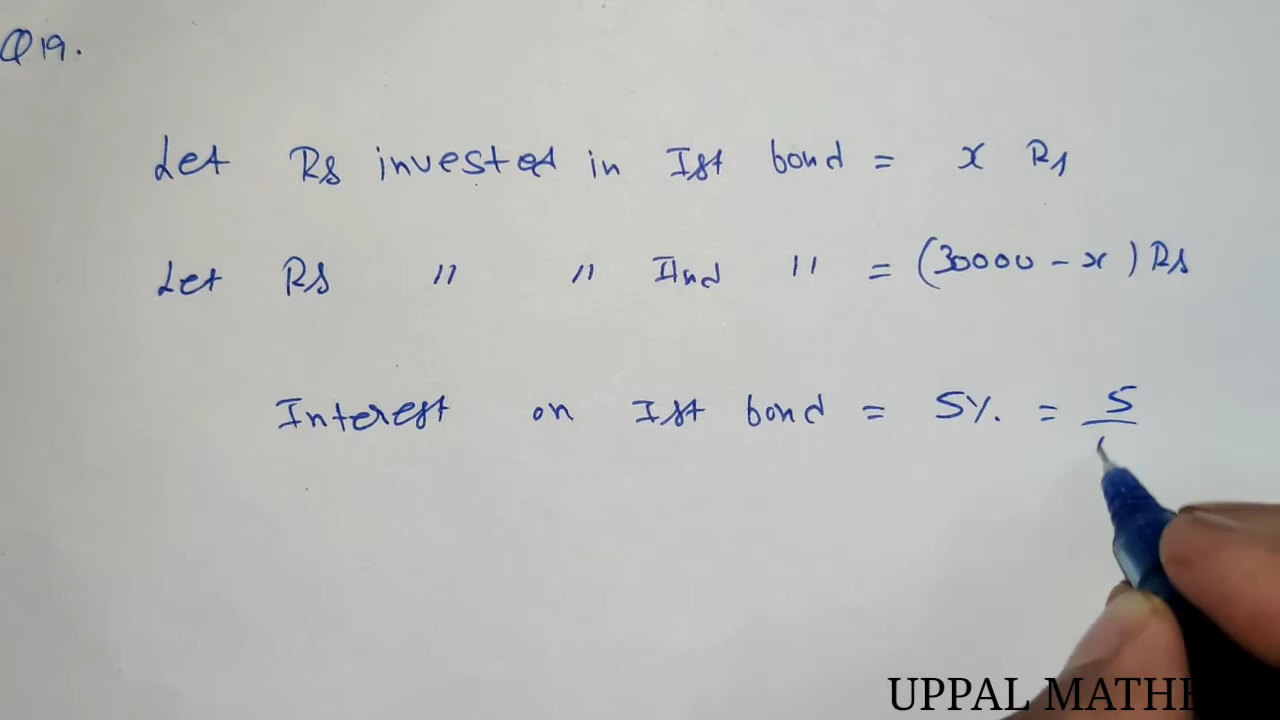 Q19.
Let Rs invested in Ist bond = x Rs
Let Rs " " IInd " = (30000 - x) Rs
Interest on Ist bond = 5% = 5/
UPPAL MATHE